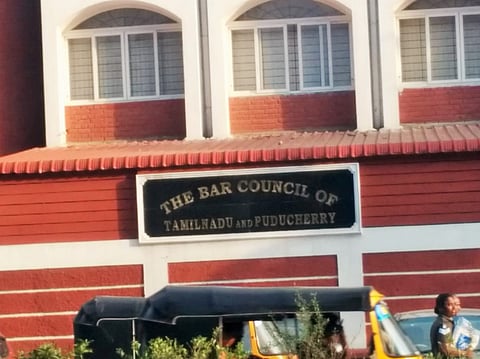 THE BAR COUNCIL OF
TAMILNADU AND PUDUCHERRY